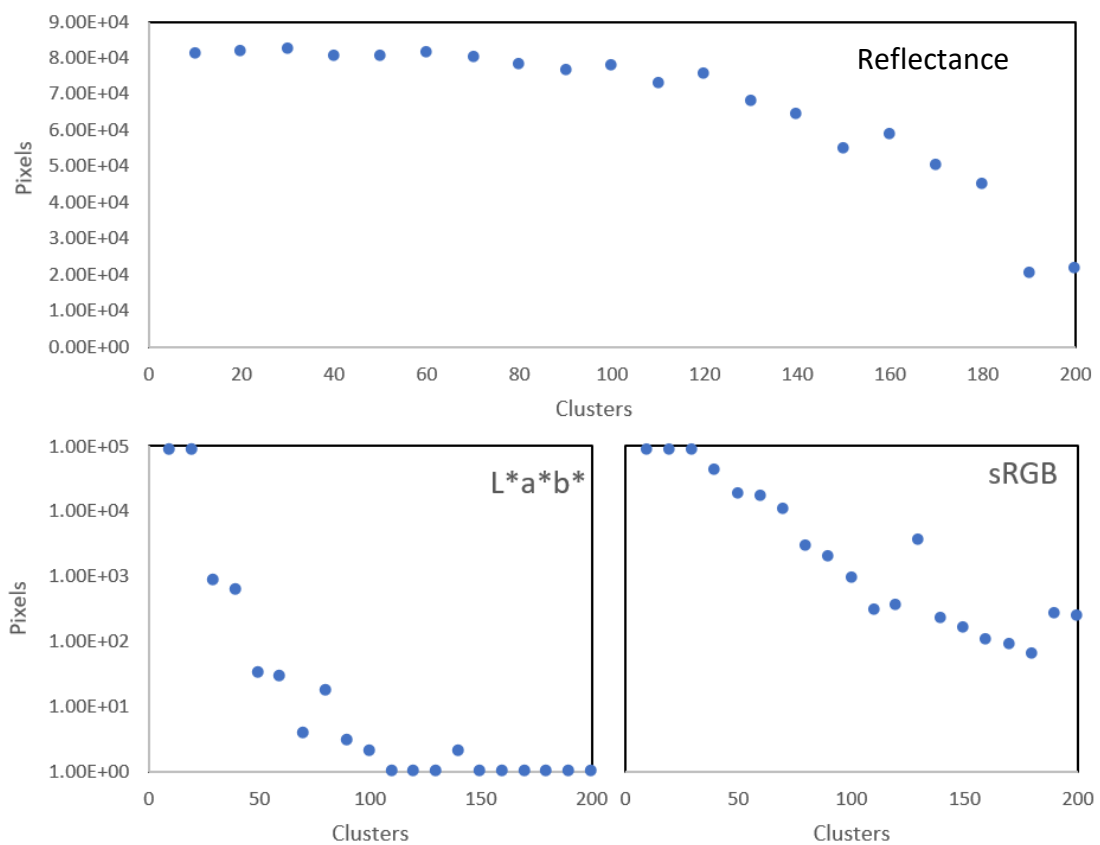 9.00E+04
8.00E+04
7.00E+04
6.00E+04
5.00E+04
4.00E+04
3.00E+04
2.00E+04
1.00E+04
0.00E+00
Pixels
Reflectance
0 20 40 60 80 100 120 140 160 180 200
Clusters
1.00E+05
1.00E+04
1.00E+03
1.00E+02
1.00E+01
1.00E+00
Pixels
L*a*b*
0 50 100 150 200
Clusters
sRGB
0 50 100 150 200
Clusters